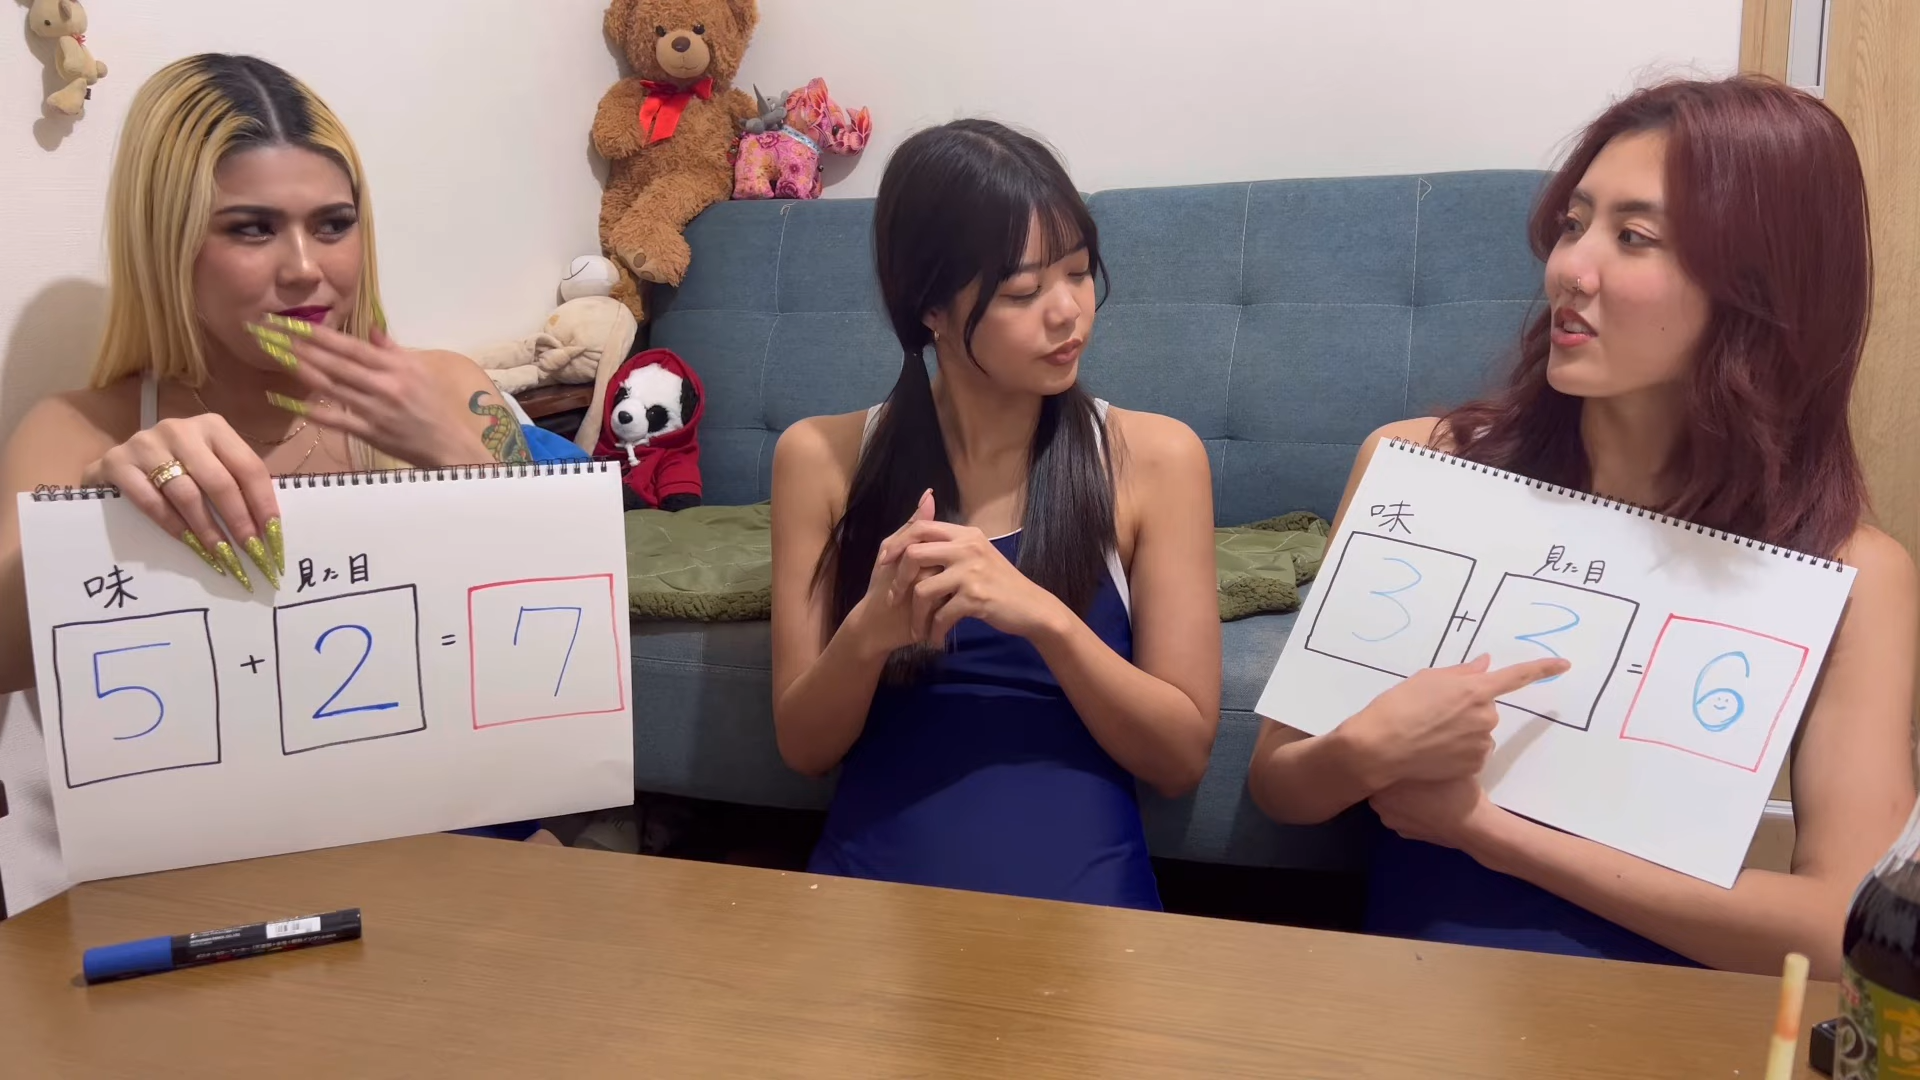 味
見た目
5 + 2 = 7
味
見た目
3 + 3 = 6